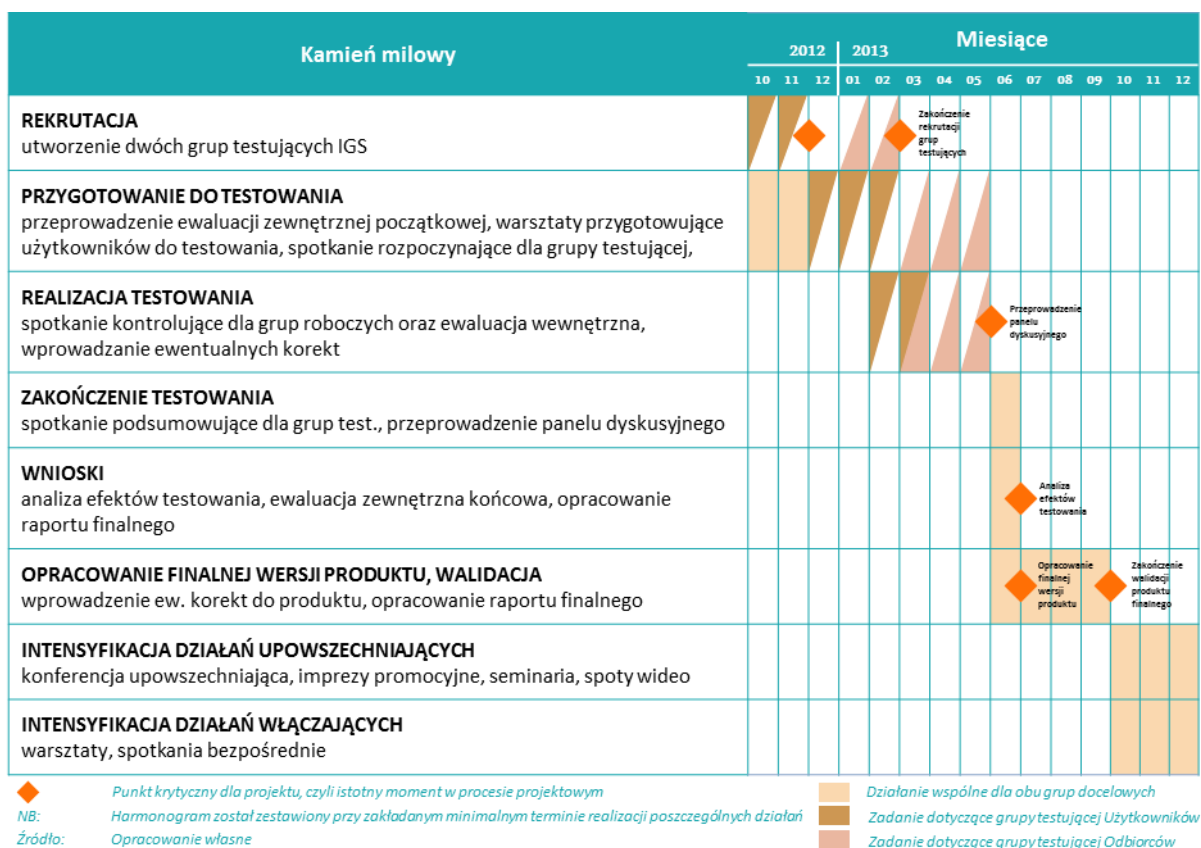 Kamień milowy
Miesiące
2012 2013
10 11 12 01 02 03 04 05 06 07 08 09 10 11 12
REKRUTACJA
utworzenie dwóch grup testujących IGS
Zakończenie
rekrutacji
grup
testujących
PRZYGOTOWANIE DO TESTOWANIA
przeprowadzenie ewaluacji zewnętrznej początkowej, warsztaty przygotowujące
użytkowników do testowania, spotkanie rozpoczynające dla grupy testującej,
REALIZACJA TESTOWANIA
spotkanie kontrolujące dla grup roboczych oraz ewaluacja wewnętrzna,
wprowadzanie ewentualnych korekt
Przeprowadzenie
panelu
dyskusyjnego
ZAKOŃCZENIE TESTOWANIA
spotkanie podsumowujące dla grup test., przeprowadzenie panelu dyskusyjnego
WNIOSKI
analiza efektów testowania, ewaluacja zewnętrzna końcowa, opracowanie
raportu finalnego
Analiza
efektów
testowania
OPRACOWANIE FINALNEJ WERSJI PRODUKTU, WALIDACJA
wprowadzenie ew. korekt do produktu, opracowanie raportu finalnego
Opracowanie
finalnej
wersji
produktu
Zakończenie
walidacji
produktu
finalnego
INTENSYFIKACJA DZIAŁAŃ UPOWSZECHNIAJĄCYCH
konferencja upowszechniająca, imprezy promocyjne, seminaria, spoty wideo
INTENSYFIKACJA DZIAŁAŃ WŁĄCZAJĄCYCH
warsztaty, spotkania bezpośrednie
Punkt krytyczny dla projektu, czyli istotny moment w procesie projektowym
NB: Harmonogram został zestawiony przy zakładanym minimalnym terminie realizacji poszczególnych działań
Źródło: Opracowanie własne
Działanie wspólne dla obu grup docelowych
Zadanie dotyczące grupy testującej Użytkowników
Zadanie dotyczące grupy testującej Odbiorców